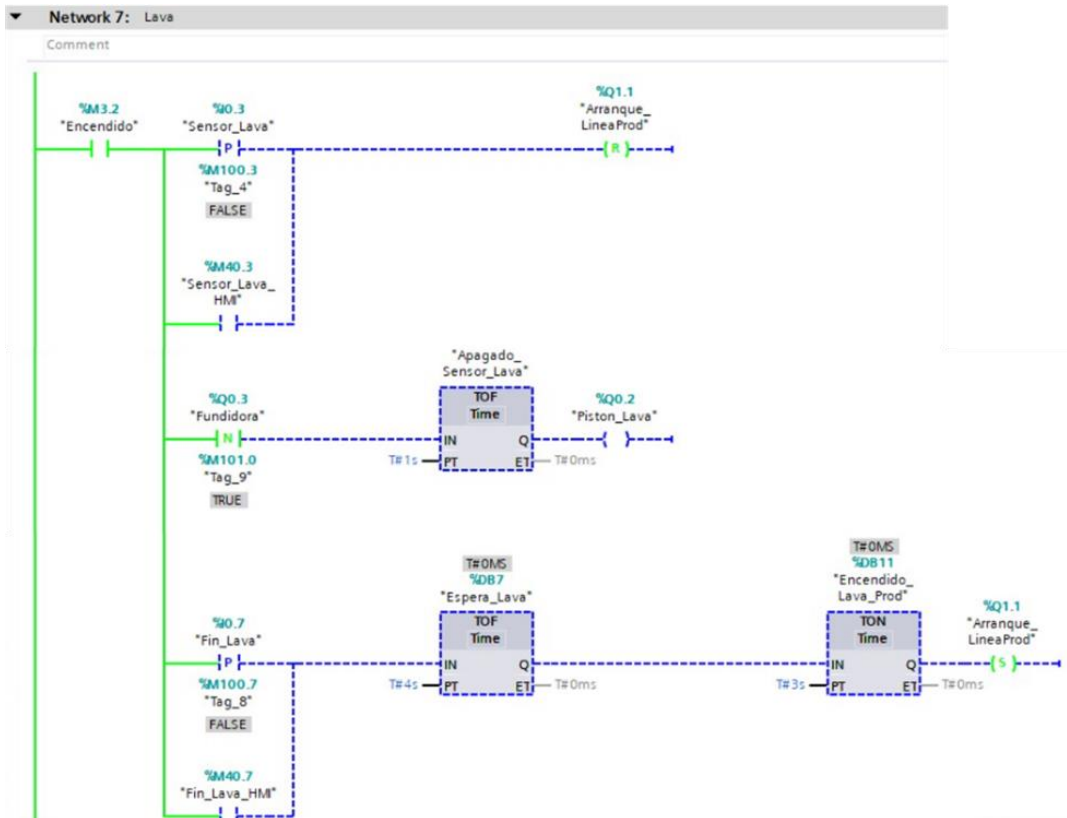 Network 7: Lava
Comment
%M3.2
"Encendido"
%I0.3
"Sensor_Lava"
P
%M100.3
"Tag_4"
FALSE
%Q1.1
"Arranque_
LineaProd"
R
%M40.3
"Sensor_Lava_
HMI"
%Q0.3
"Fundidora"
N
%M101.0
"Tag_9"
TRUE
"Apagado_
Sensor_Lava"
TOF
Time
IN Q
T#1s PT ET T#0ms
%Q0.2
"Piston_Lava"
%I0.7
"Fin_Lava"
P
%M100.7
"Tag_8"
FALSE
T#0MS
%DB7
"Espera_Lava"
TOF
Time
IN Q
T#4s PT ET T#0ms
T#0MS
%DB11
"Encendido_
Lava_Prod"
TON
Time
IN Q
T#3s PT ET T#0ms
%Q1.1
"Arranque_
LineaProd"
S
%M40.7
"Fin_Lava_HMI"